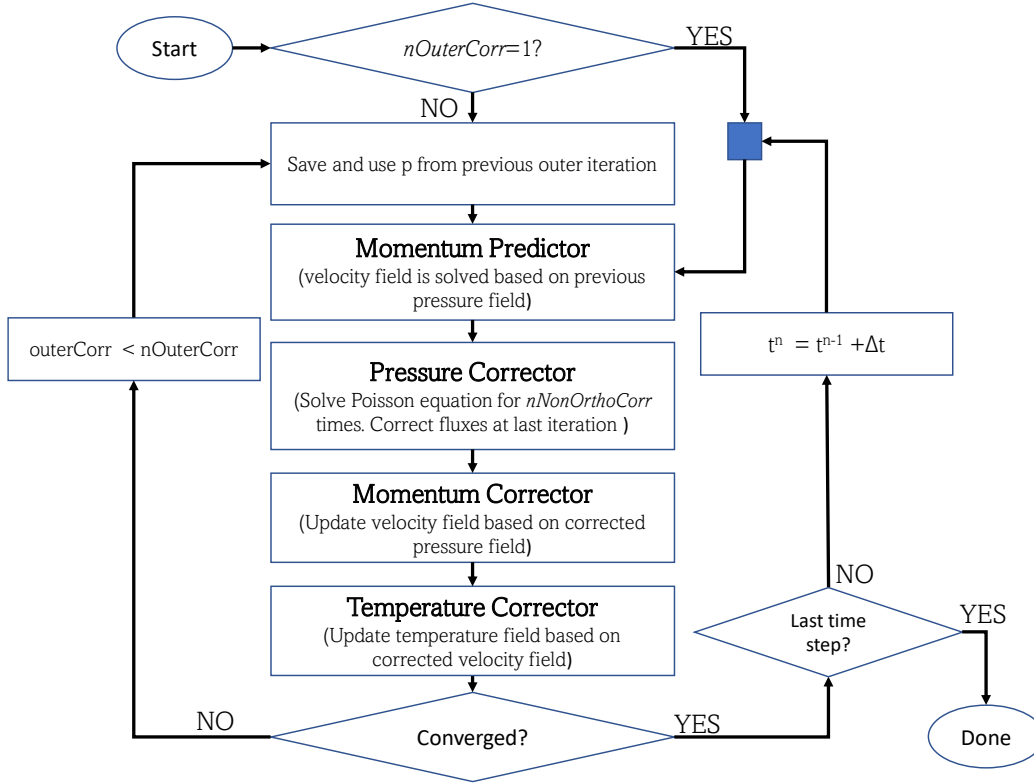 Start
nOuterCorr=1?
YES
NO
Save and use p from previous outer iteration
Momentum Predictor
(velocity field is solved based on previous
pressure field)
outerCorr < nOuterCorr
tⁿ = tⁿ⁻¹ +Δt
Pressure Corrector
(Solve Poisson equation for nNonOrthoCorr
times. Correct fluxes at last iteration )
Momentum Corrector
(Update velocity field based on corrected
pressure field)
Temperature Corrector
(Update temperature field based on
corrected velocity field)
NO
Last time
step?
YES
NO
Converged?
YES
Done